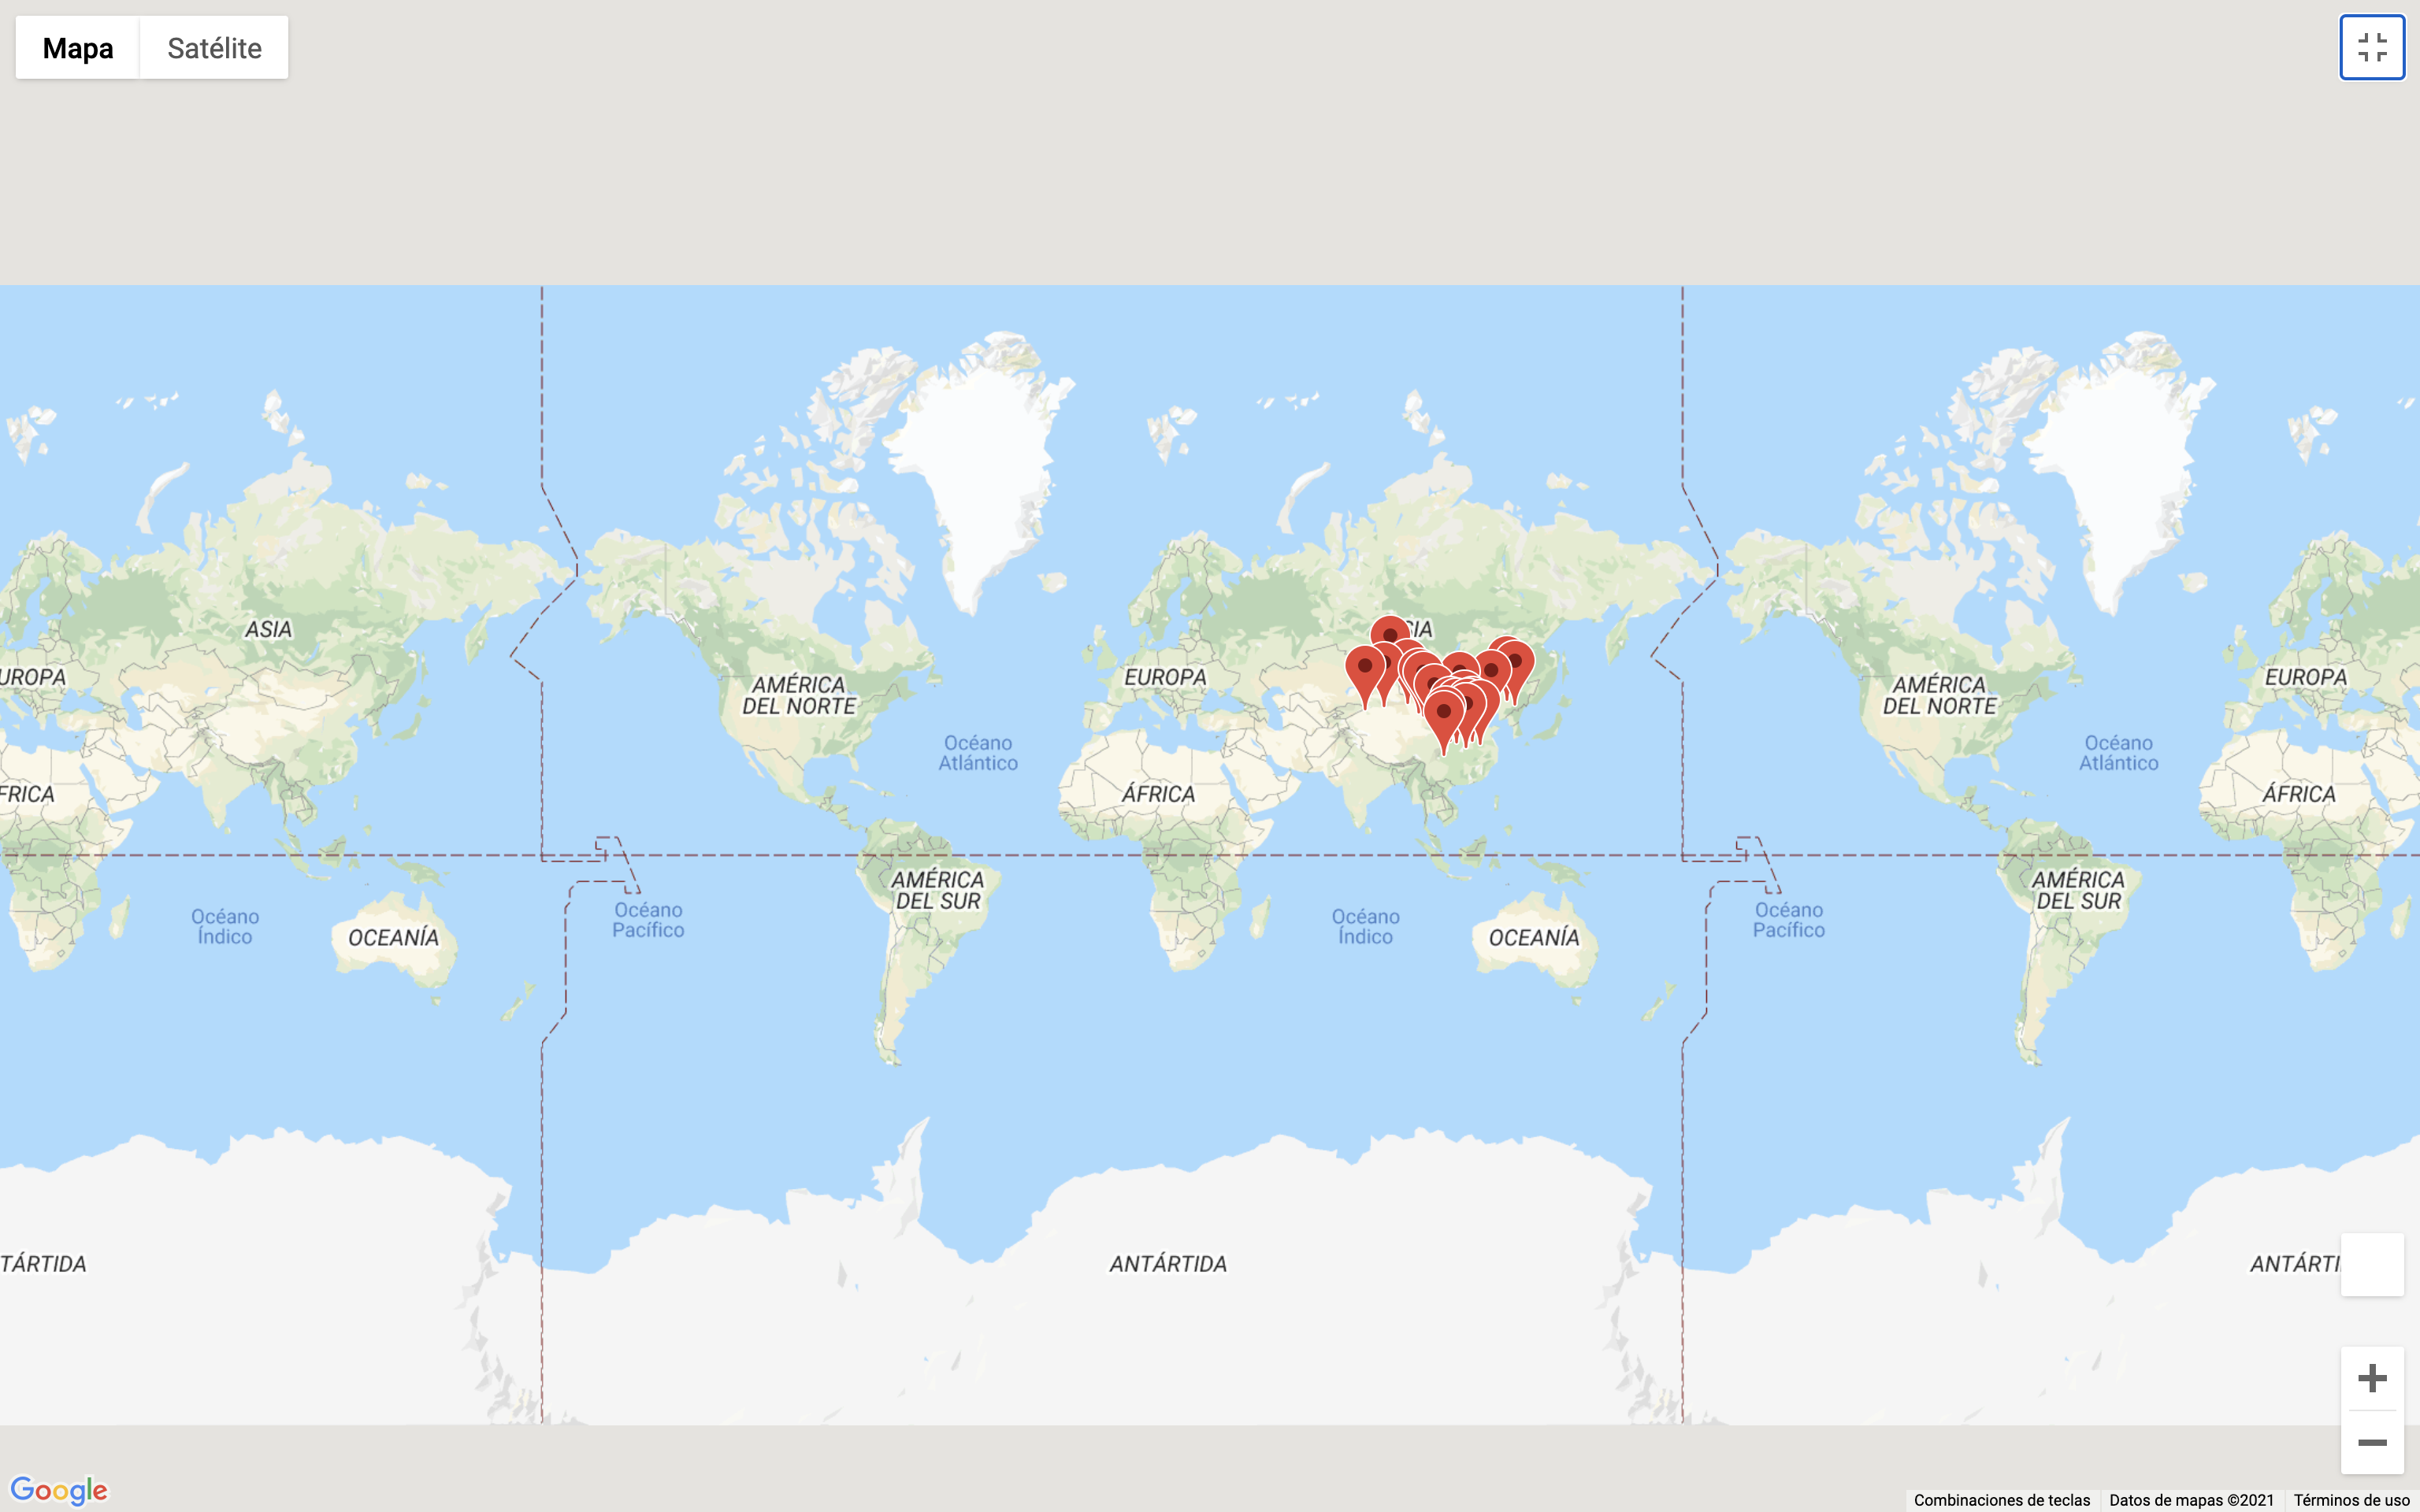 Mapa
Satélite
ASIA
UROPA
AMÉRICA
DEL NORTE
EUROPA
AMÉRICA
DEL NORTE
EUROPA
Océano
Atlántico
Océano
Atlántico
FRICA
ÁFRICA
ÁFRICA
AMÉRICA
DEL SUR
AMÉRICA
DEL SUR
Océano
Índico
OCEANÍA
Océano
Pacífico
Océano
Índico
OCEANÍA
Océano
Pacífico
TÁRTIDA
ANTÁRTIDA
ANTÁRTI
Google
Combinaciones de teclas
Datos de mapas ©2021
Términos de uso